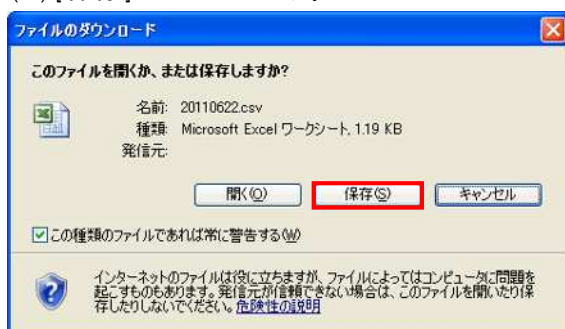 ファイルのダウンロード
このファイルを開くか、または保存しますか?
名前: 20110622.csv
種類: Microsoft Excel ワークシート, 1.19 KB
発信元:
開く(O) 保存(S) キャンセル
この種類のファイルであれば常に警告する(W)
インターネットのファイルは役に立ちますが、ファイルによってはコンピュータに問題を
起こすものもあります。発信元が信頼できない場合は、このファイルを開いたり保
存したりしないでください。危険性の説明